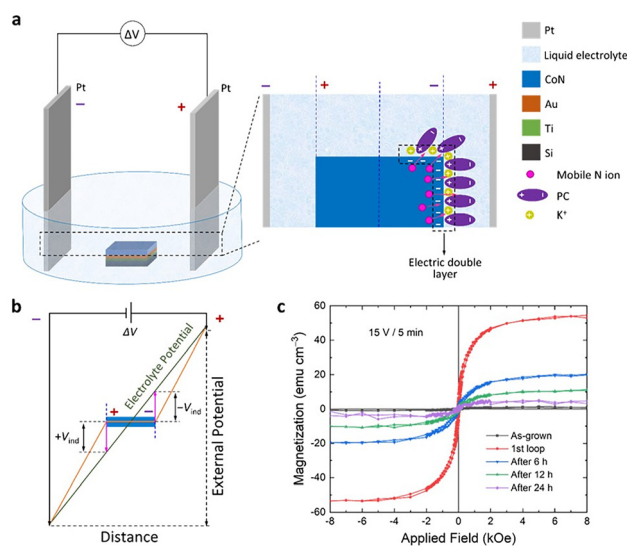 a
ΔV
Pt
−
Pt
+
− + − +
Electric double
layer
Pt
Liquid electrolyte
CoN
Au
Ti
Si
Mobile N ion
PC
K⁺
b
− +
ΔV
Electrolyte Potential
+ −
−Vind
+Vind
External Potential
Distance
c
15 V / 5 min
Magnetization (emu cm⁻³)
60
40
20
0
-20
-40
-60
As-grown
1st loop
After 6 h
After 12 h
After 24 h
-8 -6 -4 -2 0 2 4 6 8
Applied Field (kOe)